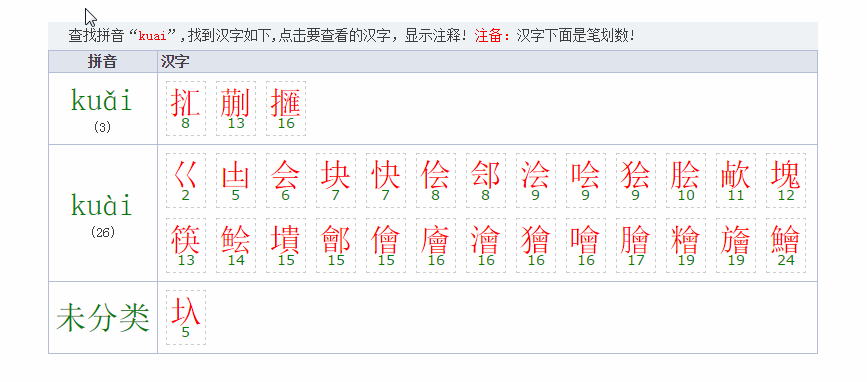 查找拼音“kuai”,找到汉字如下,点击要查看的汉字, 显示注释! 注备: 汉字下面是笔划数!
拼音 汉字
kuǎi
(3)
㧟 蒯 擓
8 13 16
kuài
(26)
巜 凷 会 块 快 侩 郐 浍 哙 狯 脍 欳 塊
2 5 6 7 7 8 8 9 9 9 10 11 12
筷 鲙 墤 鄶 儈 廥 澮 獪 噲 膾 糩 旝 鱠
13 14 15 15 15 16 16 16 16 17 19 19 24
未分类
圦
5